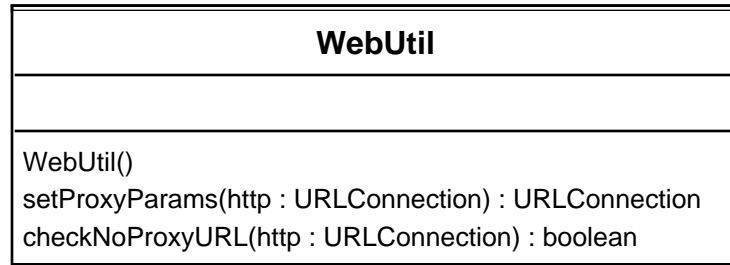 WebUtil
WebUtil()
setProxyParams(http : URLConnection) : URLConnection
checkNoProxyURL(http : URLConnection) : boolean